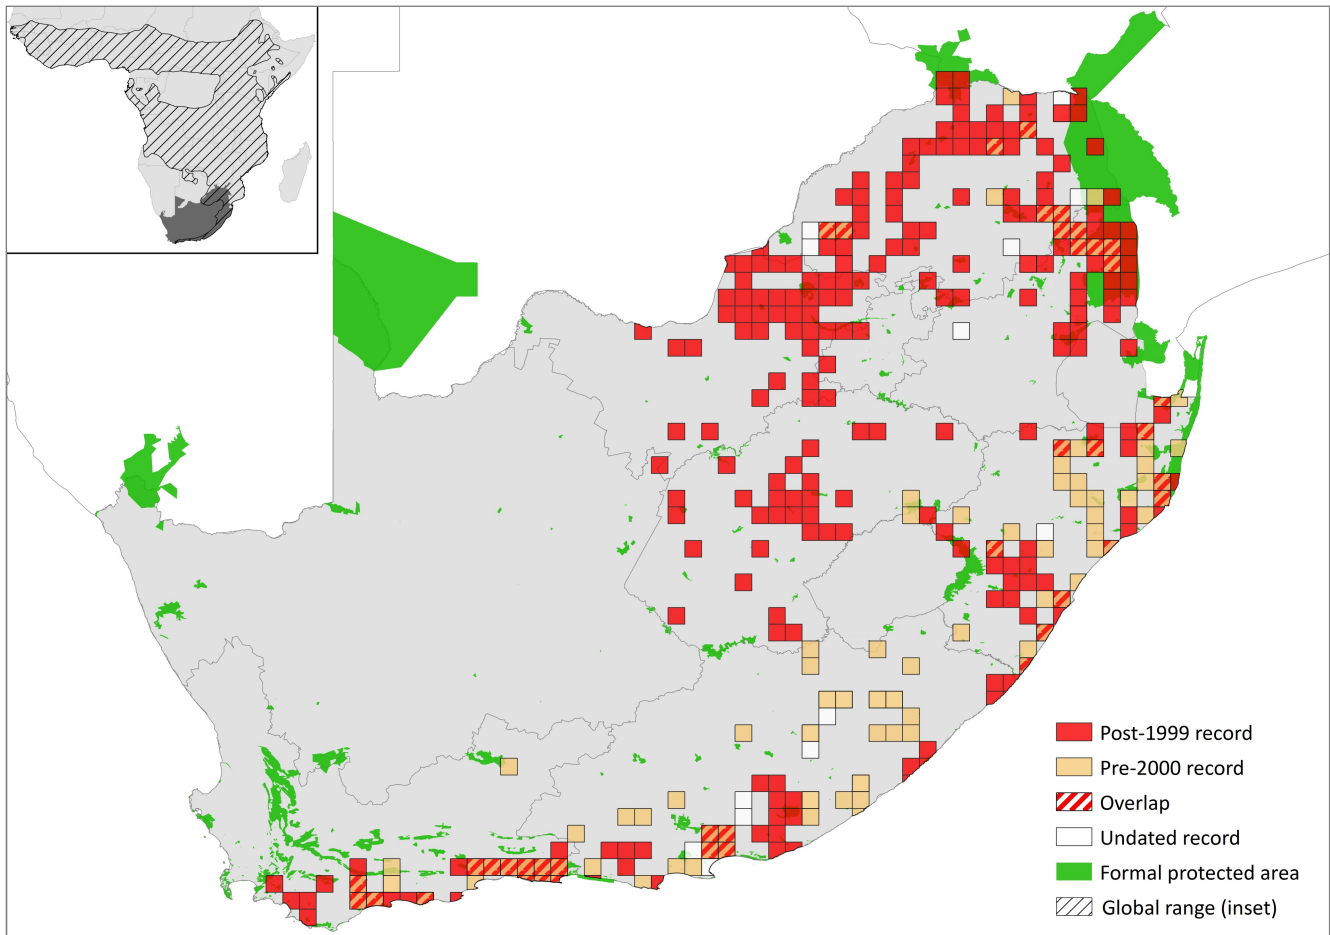 Post-1999 record
Pre-2000 record
Overlap
Undated record
Formal protected area
Global range (inset)